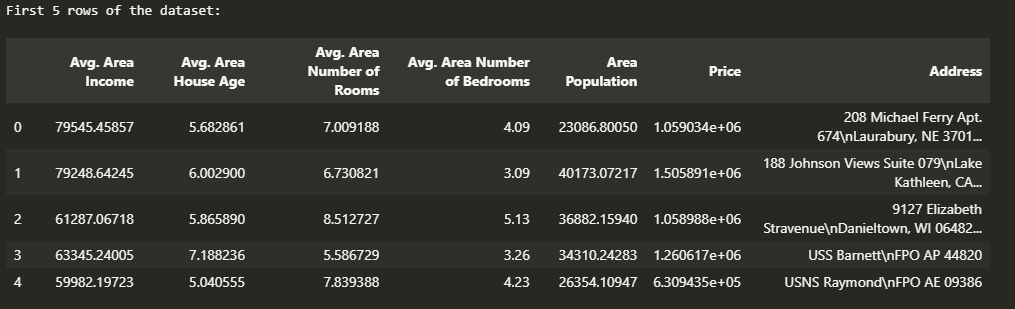 First 5 rows of the dataset:
Avg. Area Income Avg. Area House Age Avg. Area Number of Rooms Avg. Area Number of Bedrooms Area Population Price Address
0 79545.45857 5.682861 7.009188 4.09 23086.80050 1.059034e+06 208 Michael Ferry Apt. 674\nLaurabury, NE 3701...
1 79248.64245 6.002900 6.730821 3.09 40173.07217 1.505891e+06 188 Johnson Views Suite 079\nLake Kathleen, CA...
2 61287.06718 5.865890 8.512727 5.13 36882.15940 1.058988e+06 9127 Elizabeth Stravenue\nDanieltown, WI 06482...
3 63345.24005 7.188236 5.586729 3.26 34310.24283 1.260617e+06 USS Barnett\nFPO AP 44820
4 59982.19723 5.040555 7.839388 4.23 26354.10947 6.309435e+05 USNS Raymond\nFPO AE 09386